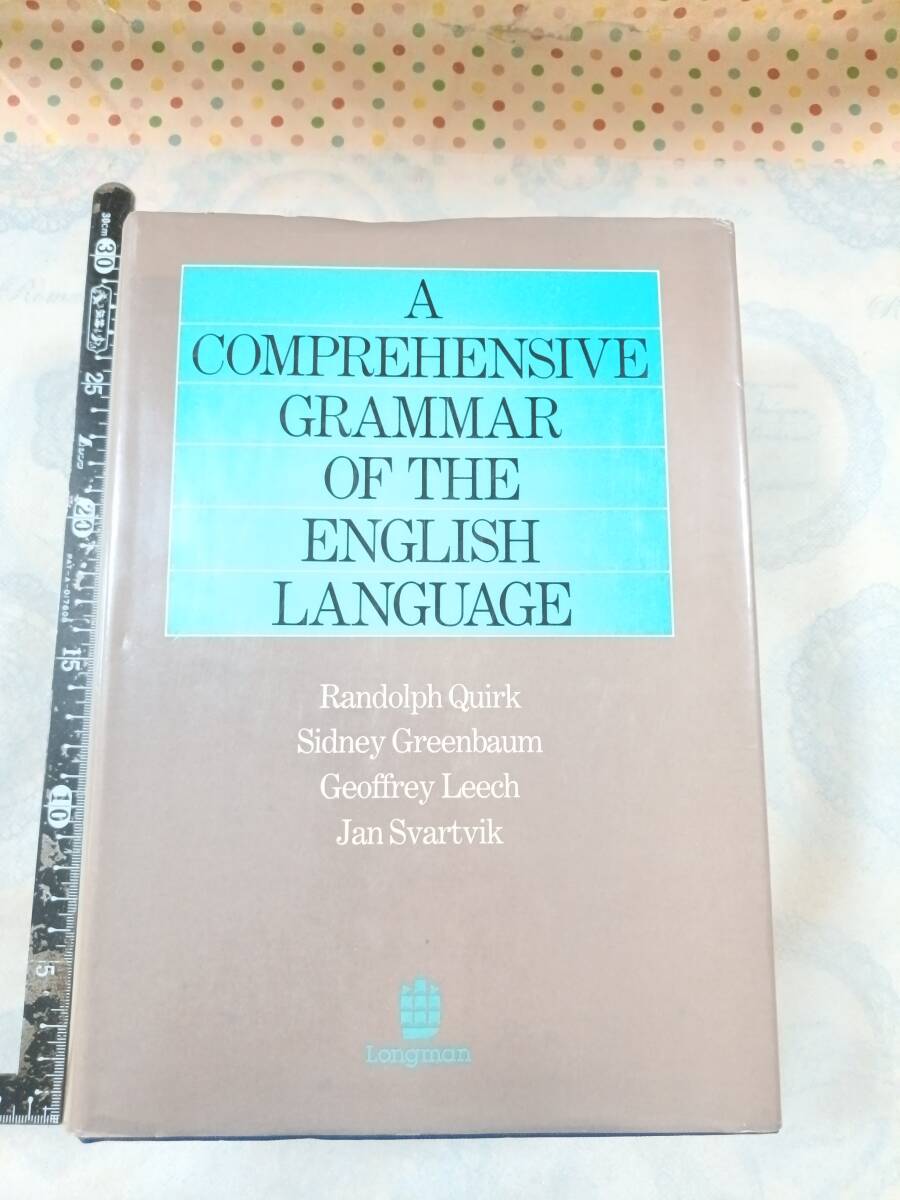 A
COMPREHENSIVE
GRAMMAR
OF THE
ENGLISH
LANGUAGE
Randolph Quirk
Sidney Greenbaum
Geoffrey Leech
Jan Svartvik
Longman
30cm
30
25
20
15
10
5